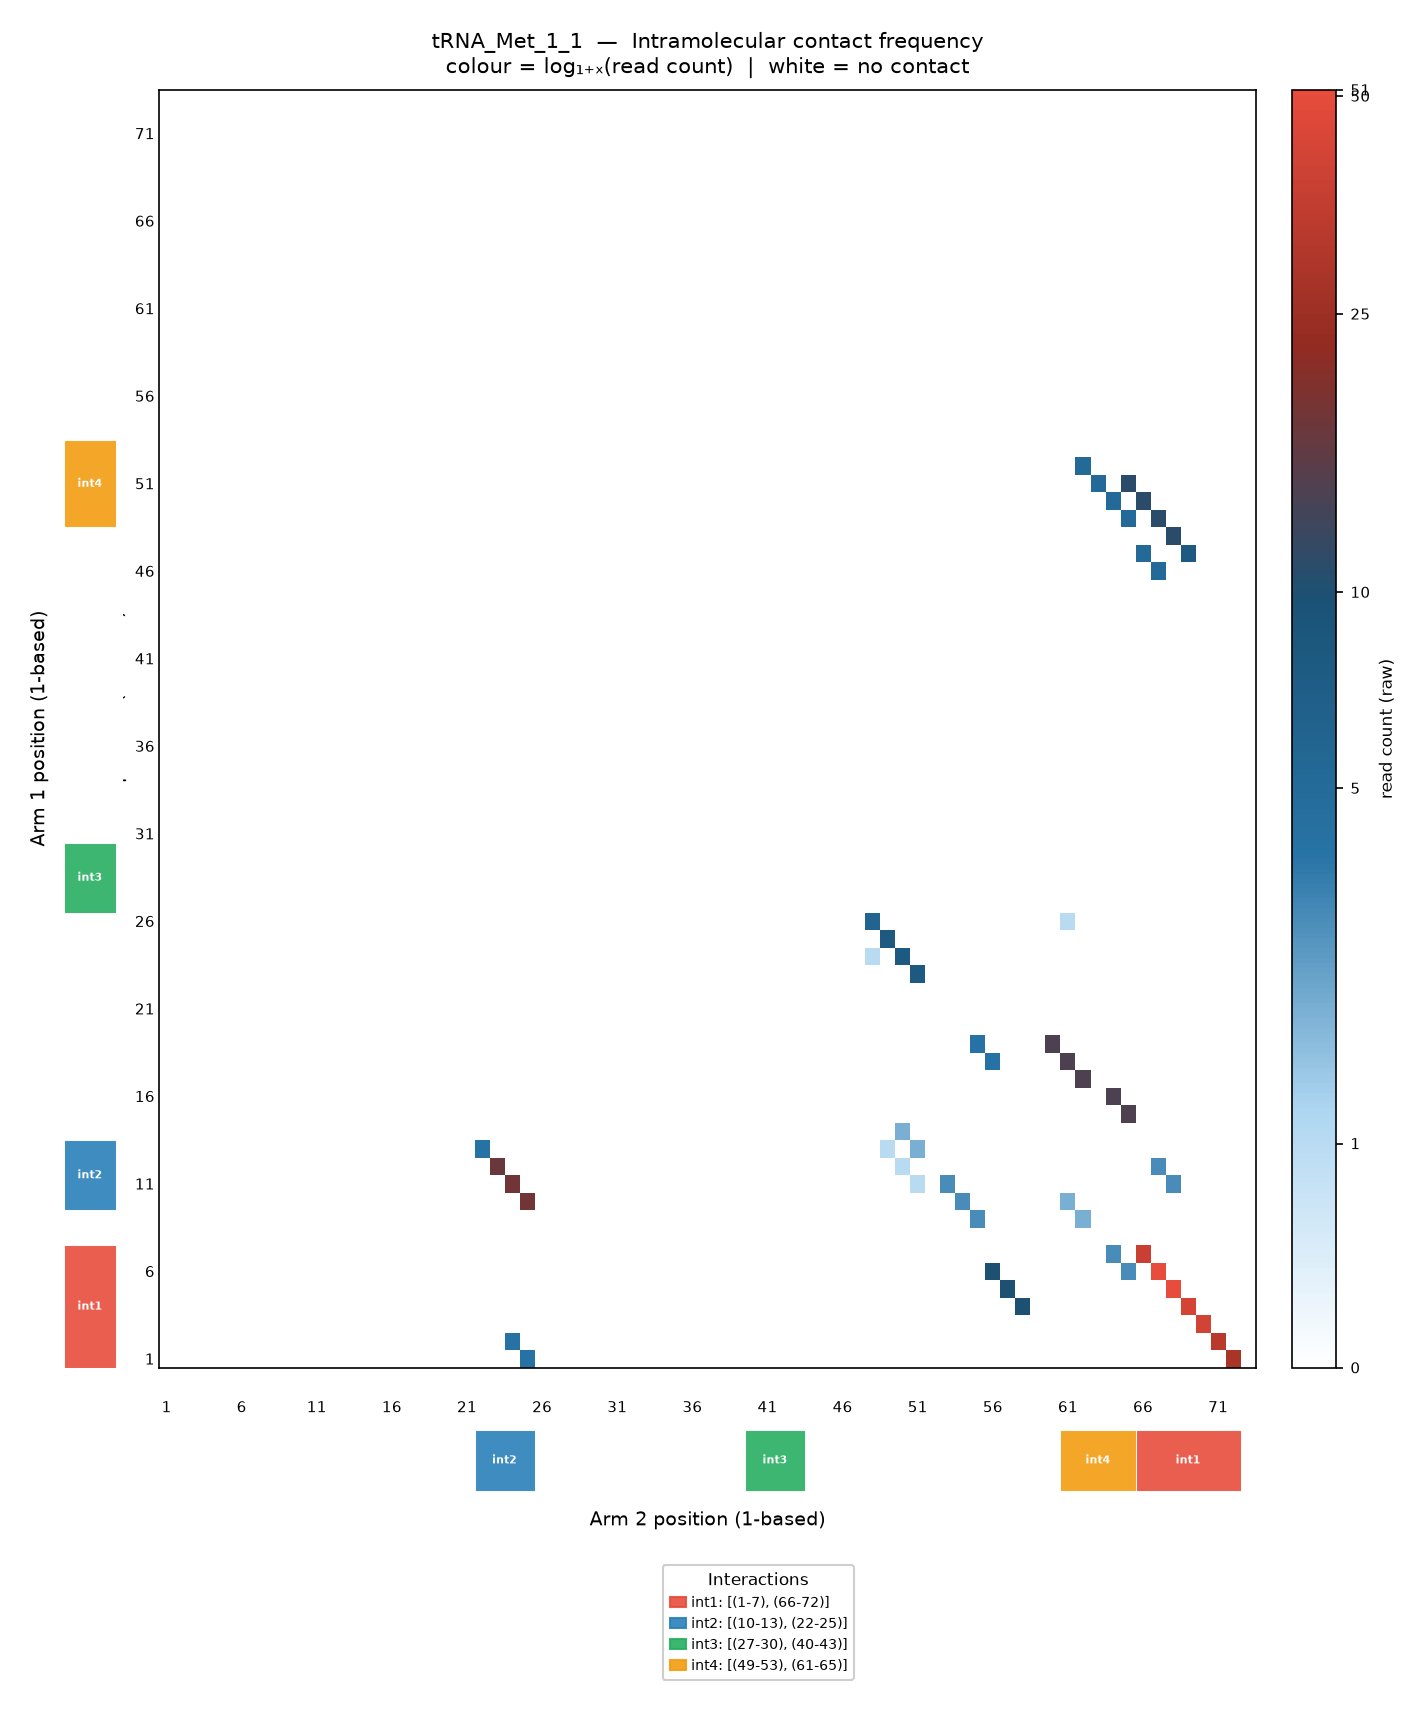 tRNA_Met_1_1 — Intramolecular contact frequency
colour = log₁₊ₓ(read count) | white = no contact
71
66
61
56
51
46
41
36
31
26
21
16
11
6
1
int4
int3
int2
int1
Arm 1 position (1-based)
1 6 11 16 21 26 31 36 41 46 51 56 61 66 71
int2 int3 int4 int1
Arm 2 position (1-based)
51
50
25
10
5
1
0
read count (raw)
Interactions
int1: [(1-7), (66-72)]
int2: [(10-13), (22-25)]
int3: [(27-30), (40-43)]
int4: [(49-53), (61-65)]